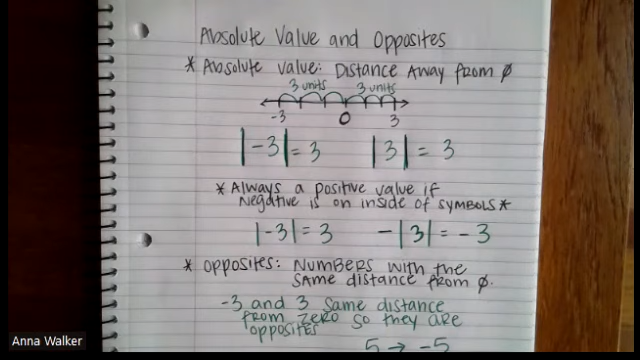 Absolute Value and Opposites
* Absolute Value: Distance Away from Ø
3 units 3 units
-3 0 3
|-3| = 3 |3| = 3
* Always a positive value if
Negative is on inside of symbols *
|-3| = 3 -|3| = -3
* Opposites: Numbers with the
same distance from Ø.
-3 and 3 same distance
from zero so they are
opposites
5 → -5
Anna Walker